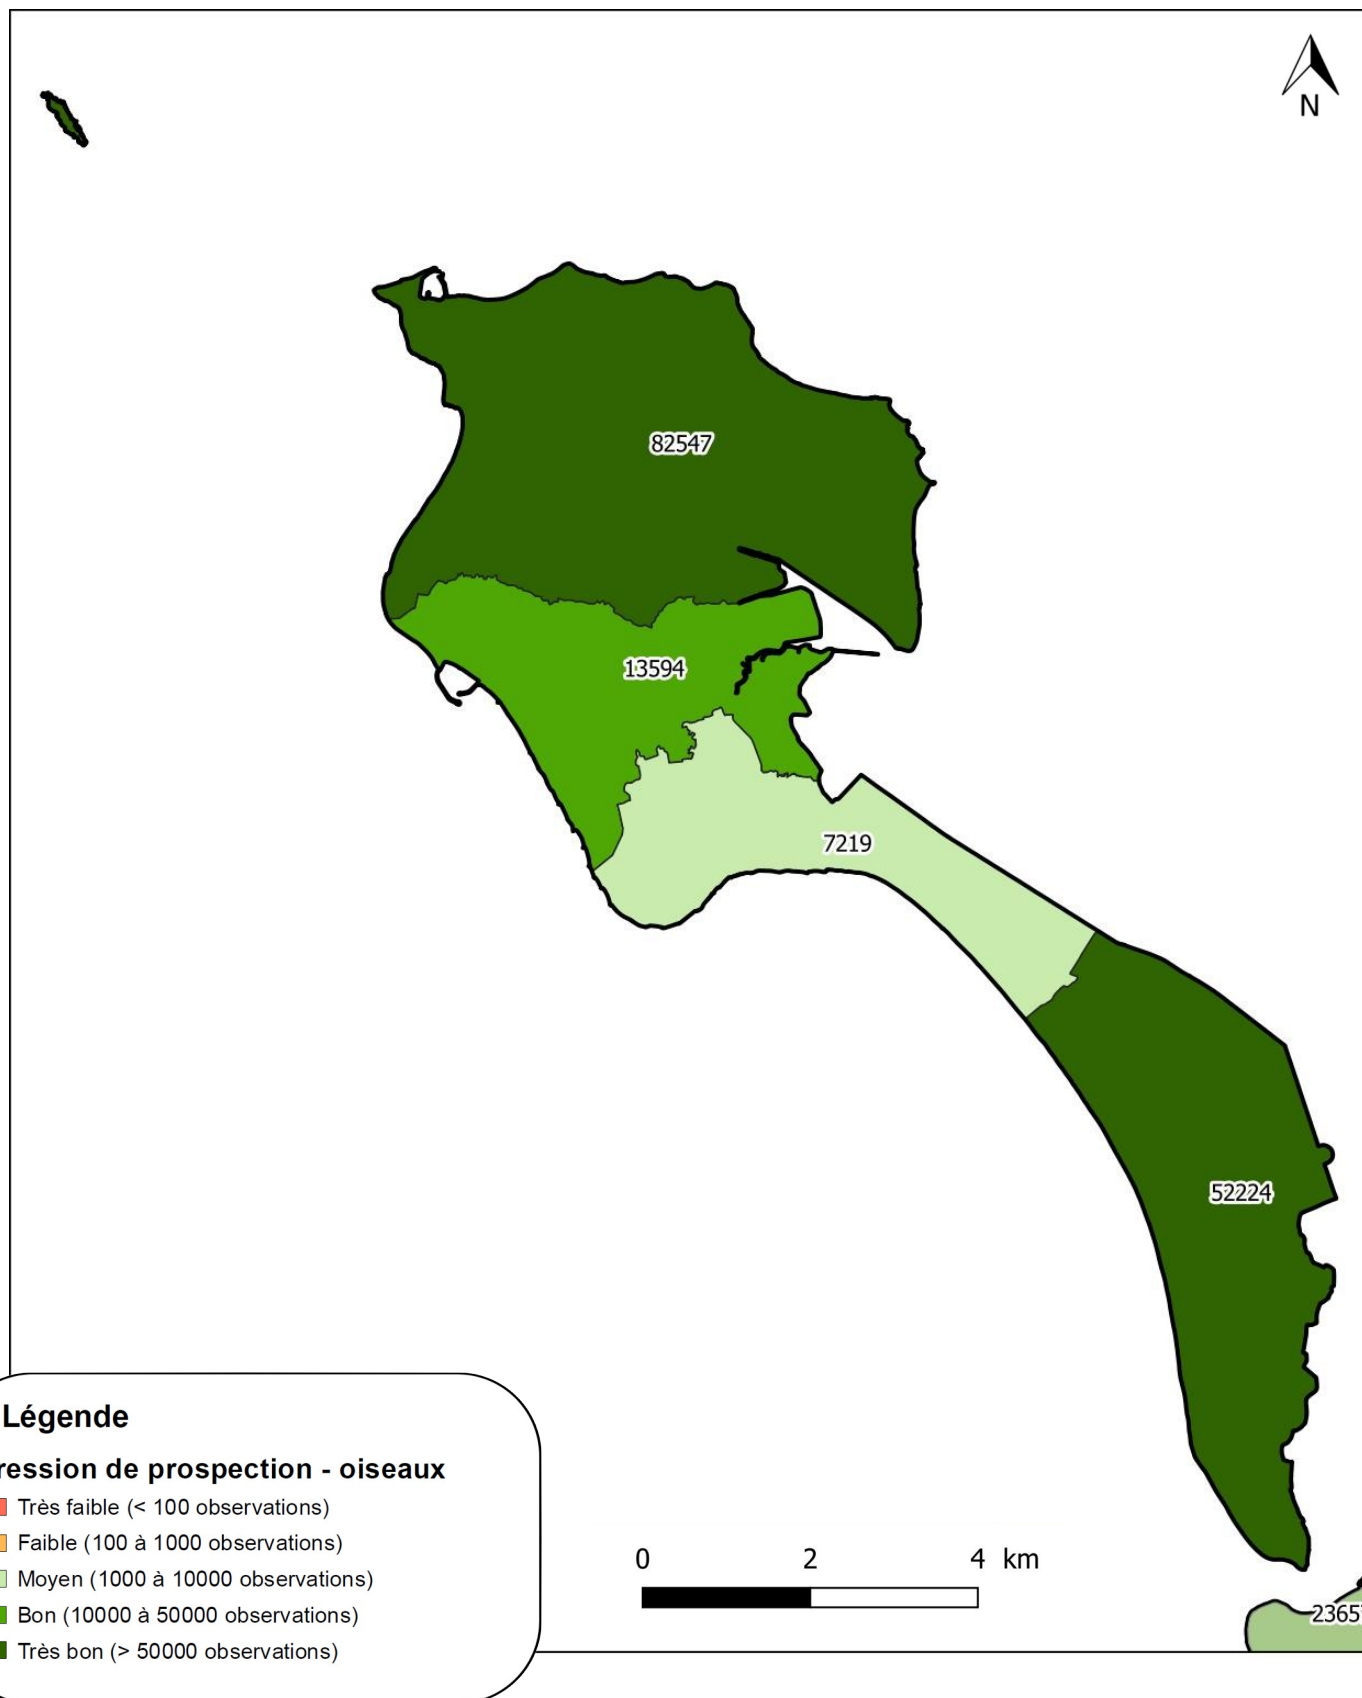 N
82547
13594
7219
52224
Légende
ression de prospection - oiseaux
Très faible (< 100 observations)
Faible (100 à 1000 observations)
Moyen (1000 à 10000 observations)
Bon (10000 à 50000 observations)
Très bon (> 50000 observations)
0 2 4 km
2365